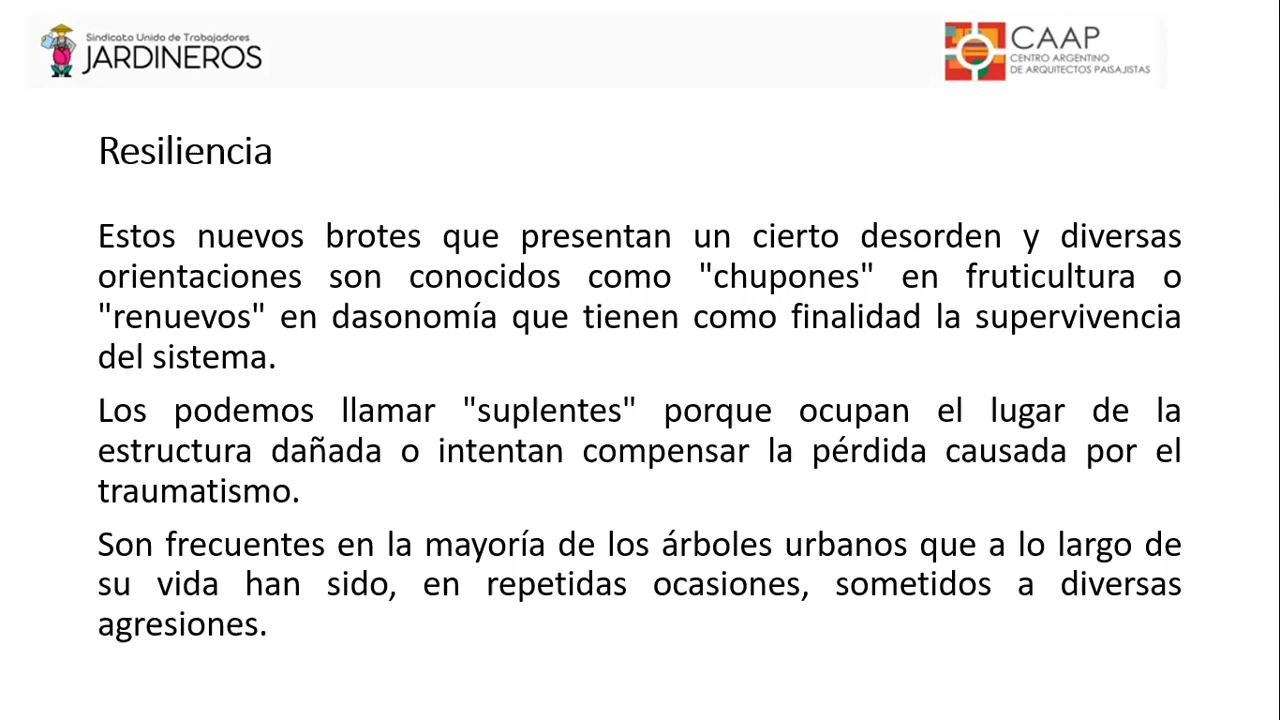 Sindicato Unido de Trabajadores
JARDINEROS
CAAP
CENTRO ARGENTINO
DE ARQUITECTOS PAISAJISTAS
Resiliencia
Estos nuevos brotes que presentan un cierto desorden y diversas
orientaciones son conocidos como "chupones" en fruticultura o
"renuevos" en dasonomía que tienen como finalidad la supervivencia
del sistema.
Los podemos llamar "suplentes" porque ocupan el lugar de la
estructura dañada o intentan compensar la pérdida causada por el
traumatismo.
Son frecuentes en la mayoría de los árboles urbanos que a lo largo de
su vida han sido, en repetidas ocasiones, sometidos a diversas
agresiones.